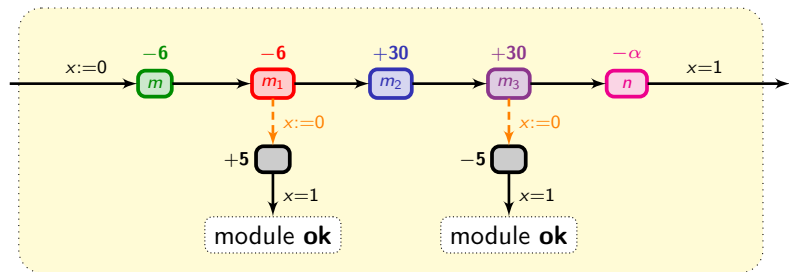 −6 −6 +30 +30 −α
x:=0 m m₁ m₂ m₃ n x=1
x:=0 x:=0
+5 −5
x=1 x=1
module ok module ok